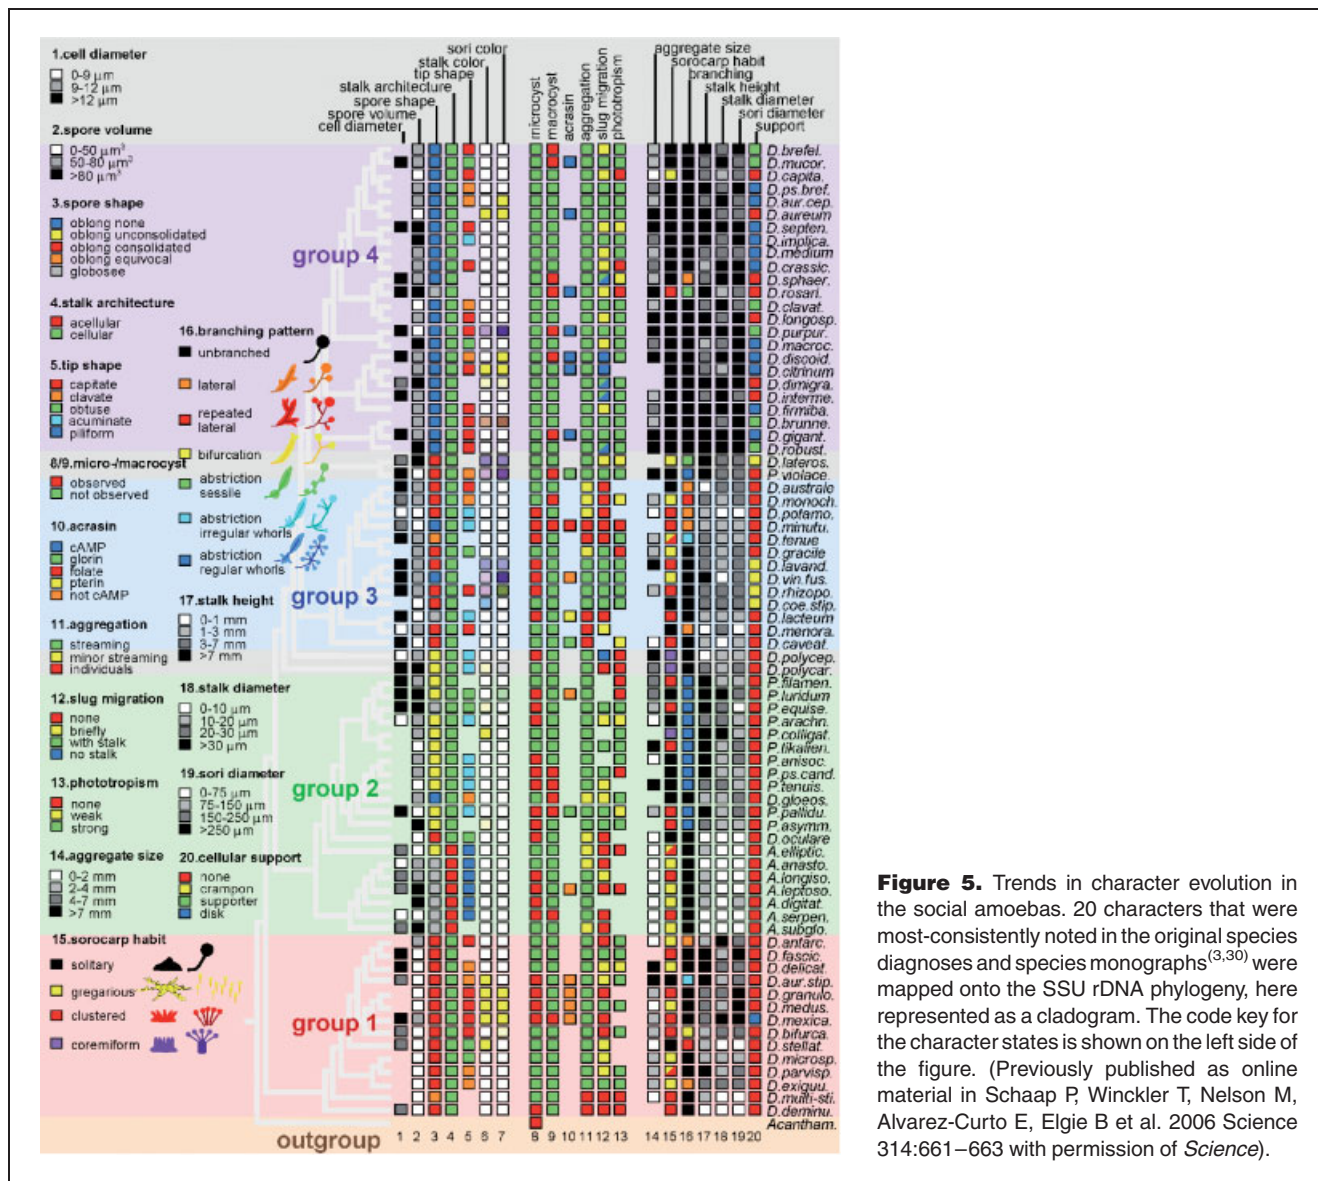 1.cell diameter
0-9 µm
9-12 µm
>12 µm
2.spore volume
0-50 µm³
50-80 µm³
>80 µm³
3.spore shape
oblong none
oblong unconsolidated
oblong consolidated
oblong equivocal
globosee
4.stalk architecture
acellular
cellular
5.tip shape
capitate
clavate
obtuse
acuminate
piliform
8/9.micro-/macrocyst
observed
not observed
10.acrasin
cAMP
glorin
folate
pterin
not cAMP
11.aggregation
streaming
minor streaming
individuals
12.slug migration
none
briefly
with stalk
no stalk
13.phototropism
none
weak
strong
14.aggregate size
0-2 mm
2-4 mm
4-7 mm
>7 mm
15.sorocarp habit
solitary
gregarious
clustered
coremiform
16.branching pattern
unbranched
lateral
repeated
lateral
bifurcation
abstriction
sessile
abstriction
irregular whorls
abstriction
regular whorls
17.stalk height
0-1 mm
1-3 mm
3-7 mm
>7 mm
18.stalk diameter
0-10 µm
10-20 µm
20-30 µm
>30 µm
19.sori diameter
0-75 µm
75-150 µm
150-250 µm
>250 µm
20.cellular support
none
crampon
supporter
disk
sori color
stalk color
tip shape
stalk architecture
spore shape
spore volume
cell diameter
microcyst
macrocyst
acrasin
aggregation
slug migration
phototropism
aggregate size
sorocarp habit
branching
stalk height
stalk diameter
sori diameter
support
group 4
group 3
group 2
group 1
outgroup
D.brefel.
D.mucor.
D.capita.
D.ps.bref.
D.aur.cep.
D.aureum
D.septen.
D.implica.
D.medium
D.crassic.
D.sphaer.
D.rosari.
D.clavat.
D.longosp.
D.purpur.
D.macroc.
D.discoid.
D.citrinum
D.dimigra.
D.interme.
D.firmiba.
D.brunne.
D.gigant.
D.robust.
D.lateros.
P.violace.
D.australe
D.monoch.
D.potamo.
D.minutu.
D.tenue
D.gracile
D.lavand.
D.vin.fus.
D.rhizopo.
D.coe.stip.
D.lacteum
D.menora.
D.caveat.
D.polycep.
D.polycar.
P.filamen.
P.luridum
P.equise.
P.arachn.
P.colligat.
P.tikalien.
P.anisoc.
P.ps.cand.
P.tenuis.
D.gloeos.
P.pallidu.
P.asymm.
D.oculare
A.elliptic.
A.anasto.
A.longiso.
A.leptoso.
A.digitat.
A.serpen.
A.subglo.
D.antarc.
D.fascic.
D.delicat.
D.aur.stip.
D.granulo.
D.medus.
D.mexica.
D.bifurca.
D.stellat.
D.microsp.
D.parvisp.
D.exiguu.
D.multi-sti.
D.deminu.
Acantham.
1 2 3 4 5 6 7 8 9 10 11 12 13 14 15 16 17 18 19 20
Figure 5. Trends in character evolution in
the social amoebas. 20 characters that were
most-consistently noted in the original species
diagnoses and species monographs(3,30) were
mapped onto the SSU rDNA phylogeny, here
represented as a cladogram. The code key for
the character states is shown on the left side of
the figure. (Previously published as online
material in Schaap P, Winckler T, Nelson M,
Alvarez-Curto E, Elgie B et al. 2006 Science
314:661–663 with permission of Science).